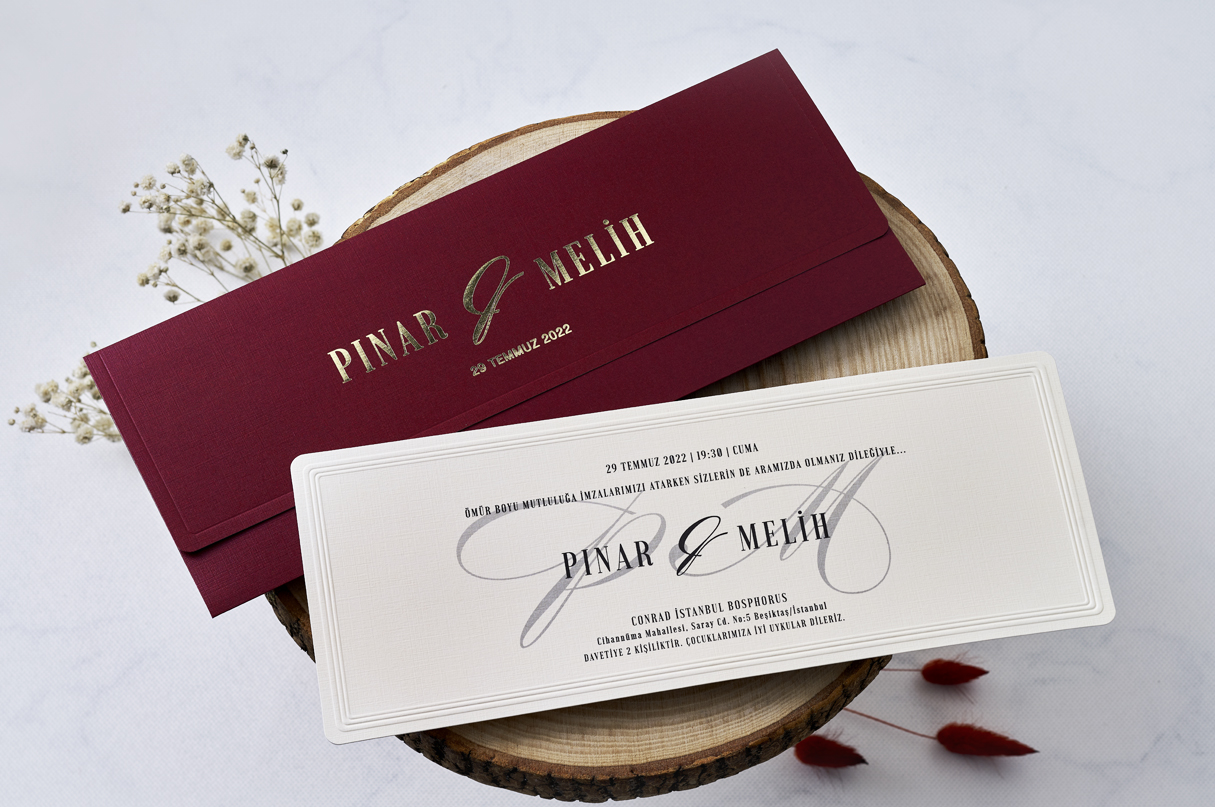 PINAR & MELİH
29 TEMMUZ 2022
29 TEMMUZ 2022 | 19:30 | CUMA
ÖMÜR BOYU MUTLULUĞA İMZALARIMIZI ATARKEN SİZLERİN DE ARAMIZDA OLMANIZ DİLEĞİYLE...
P M
PINAR & MELİH
CONRAD İSTANBUL BOSPHORUS
Cihannüma Mahallesi, Saray Cd. No:5 Beşiktaş/İstanbul
DAVETİYE 2 KİŞİLİKTİR. ÇOCUKLARIMIZA İYİ UYKULAR DİLERİZ.